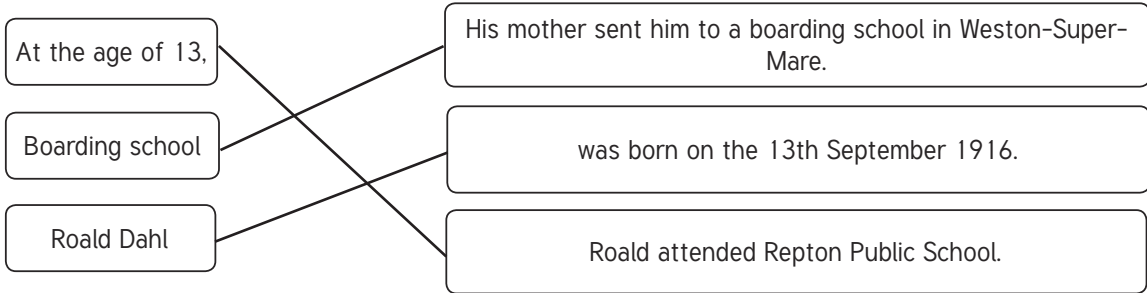 At the age of 13,
His mother sent him to a boarding school in Weston-Super-
Mare.
Boarding school
was born on the 13th September 1916.
Roald Dahl
Roald attended Repton Public School.